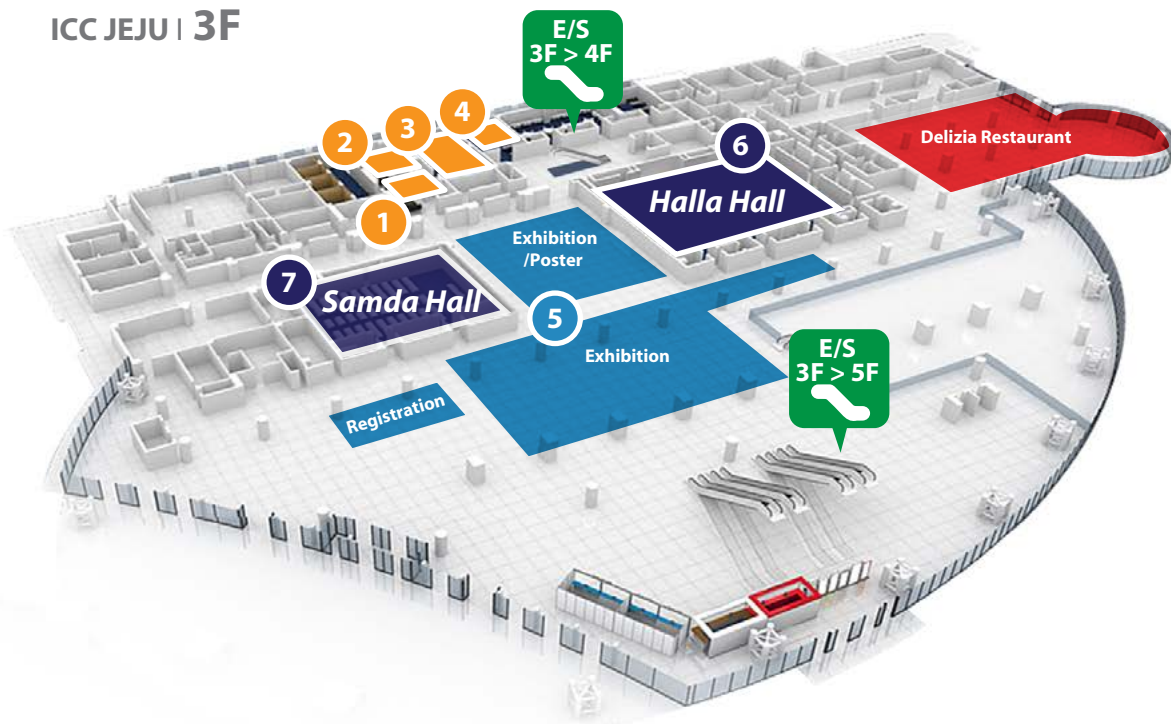 ICC JEJU | 3F
E/S
3F > 4F
4
3
2
6
Delizia Restaurant
Halla Hall
1
Exhibition
/Poster
7
Samda Hall
5
Exhibition
E/S
3F > 5F
Registration